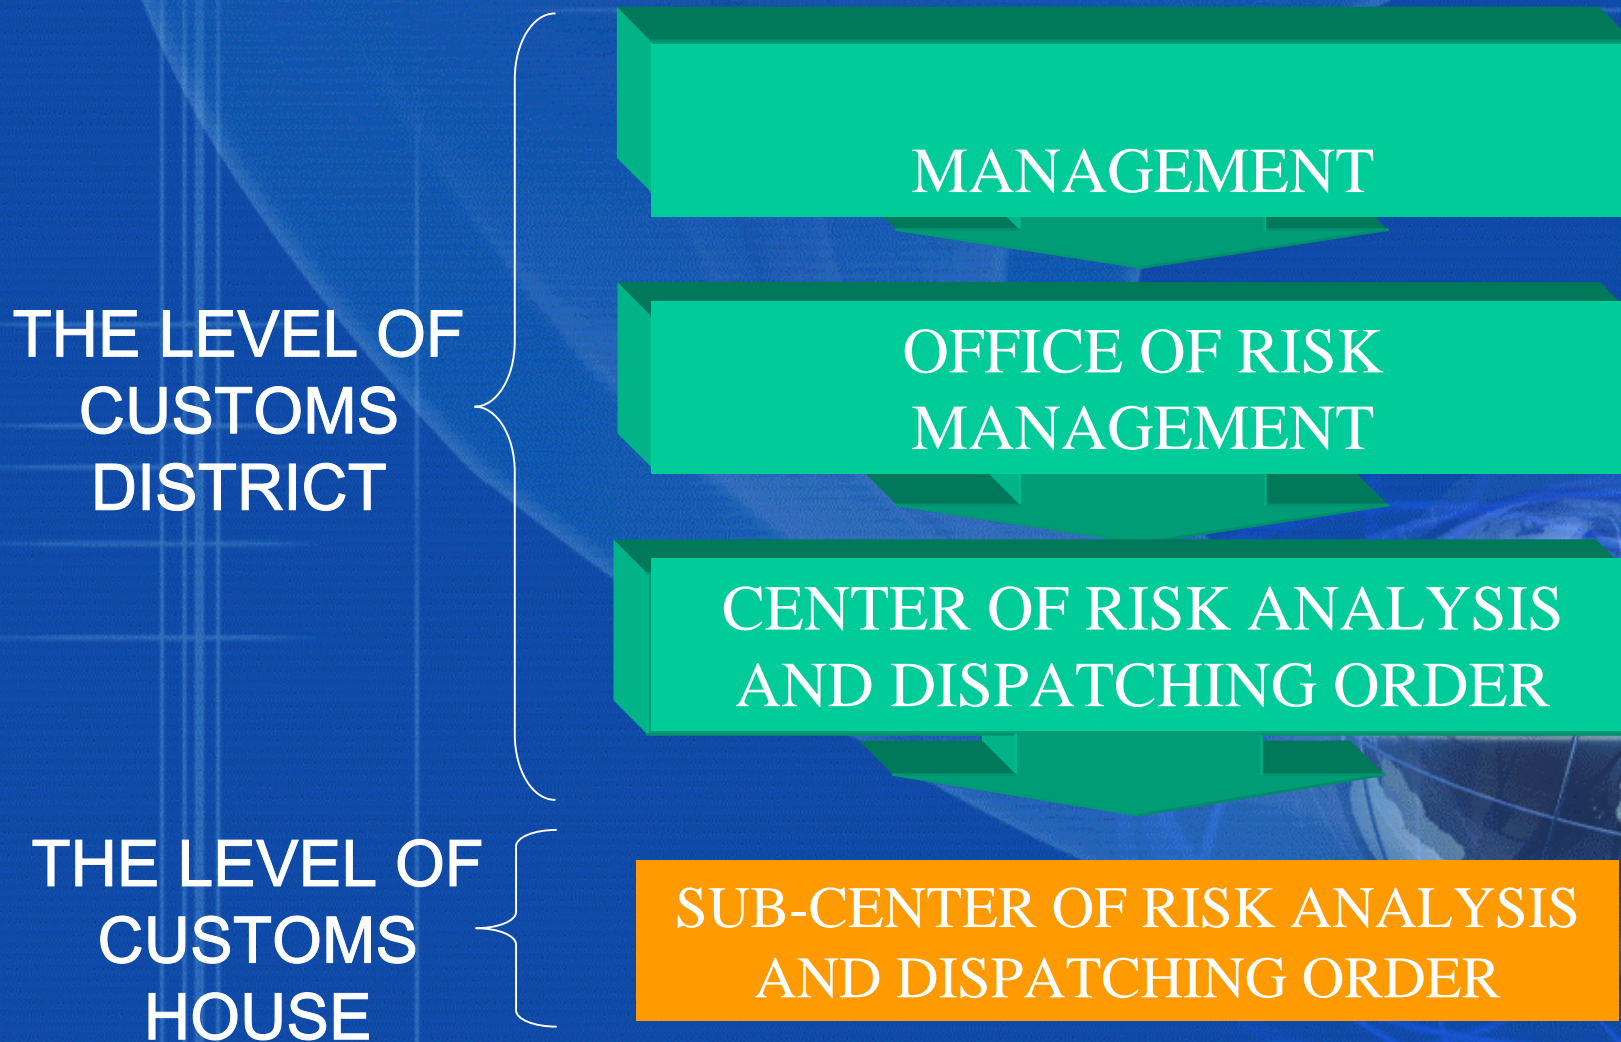 MANAGEMENT
THE LEVEL OF
CUSTOMS
DISTRICT
OFFICE OF RISK
MANAGEMENT
CENTER OF RISK ANALYSIS
AND DISPATCHING ORDER
THE LEVEL OF
CUSTOMS
HOUSE
SUB-CENTER OF RISK ANALYSIS
AND DISPATCHING ORDER